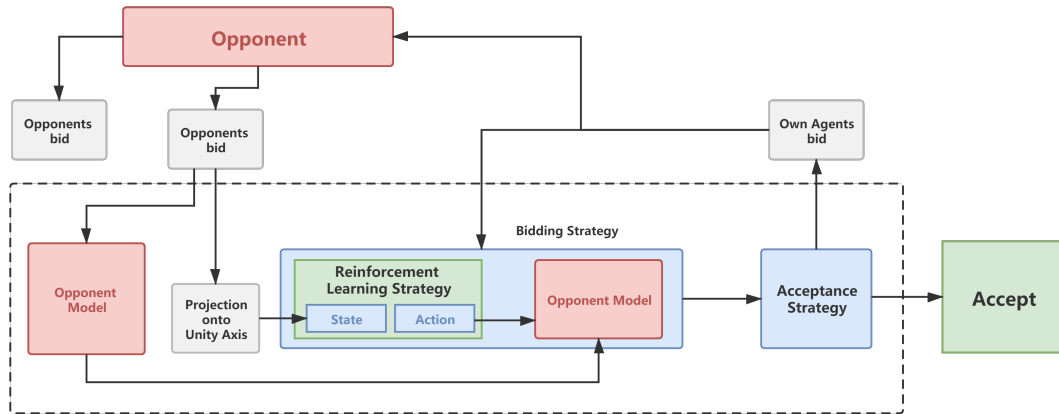 Opponent
Opponents
bid
Opponents
bid
Own Agents
bid
Bidding Strategy
Opponent
Model
Projection
onto
Unity Axis
Reinforcement
Learning Strategy
State
Action
Opponent Model
Acceptance
Strategy
Accept